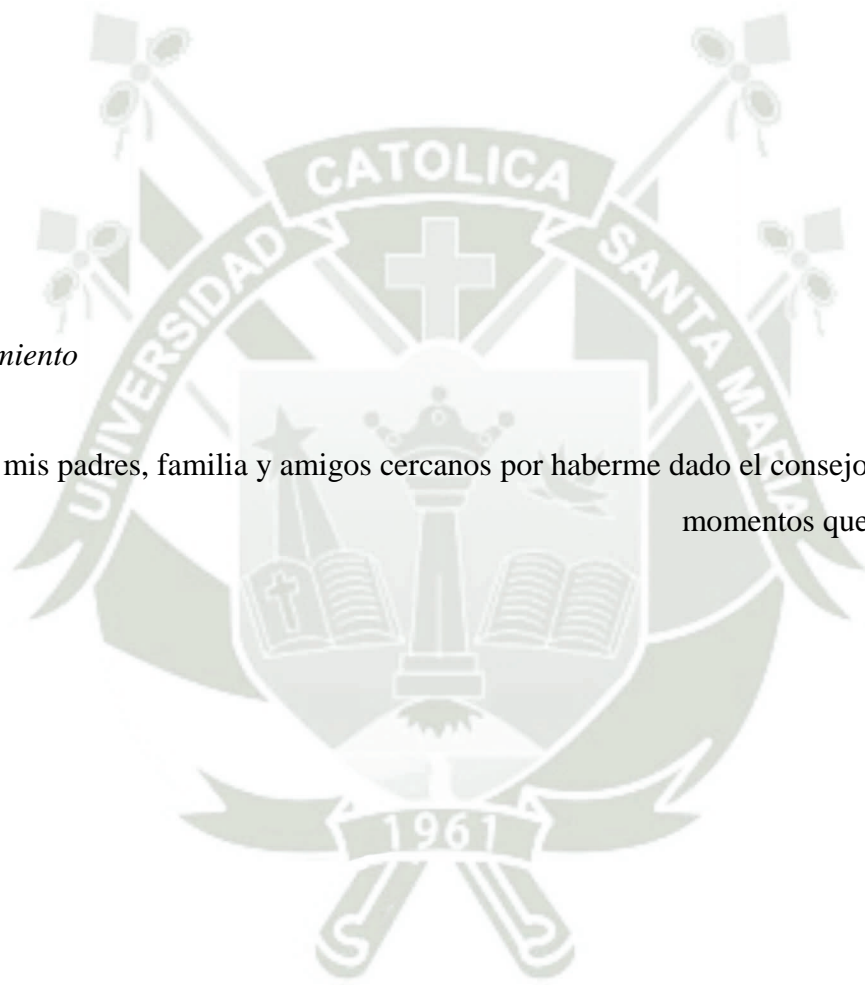 CATOLICA
UNIVERSIDAD
SANTA MARIA
miento
mis padres, familia y amigos cercanos por haberme dado el consejo
momentos que
1961